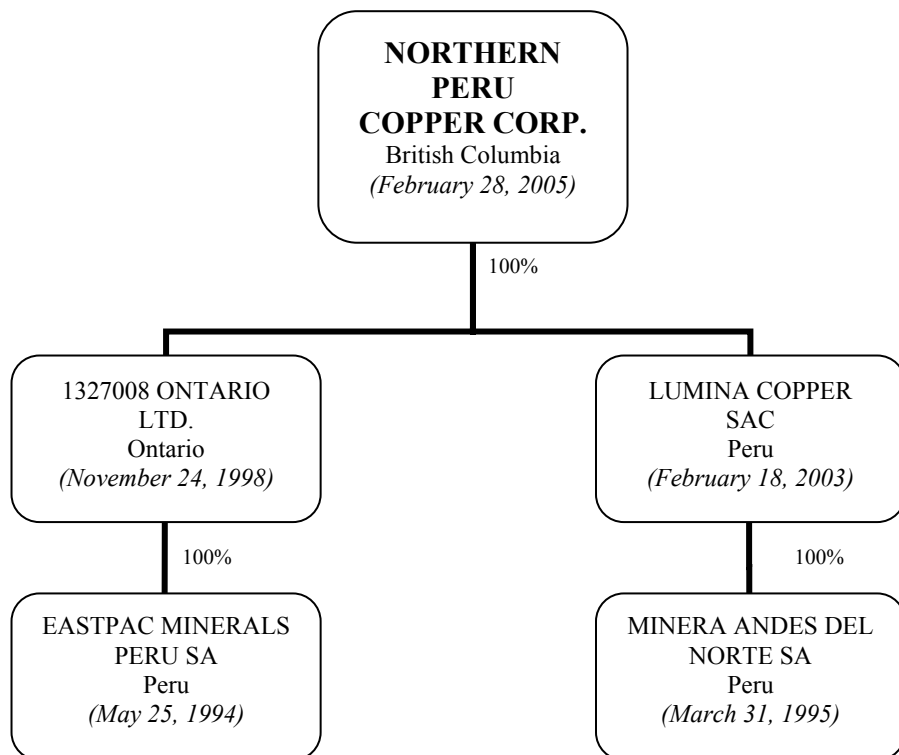 NORTHERN
PERU
COPPER CORP.
British Columbia
(February 28, 2005)
100%
1327008 ONTARIO
LTD.
Ontario
(November 24, 1998)
LUMINA COPPER
SAC
Peru
(February 18, 2003)
100%
100%
EASTPAC MINERALS
PERU SA
Peru
(May 25, 1994)
MINERA ANDES DEL
NORTE SA
Peru
(March 31, 1995)